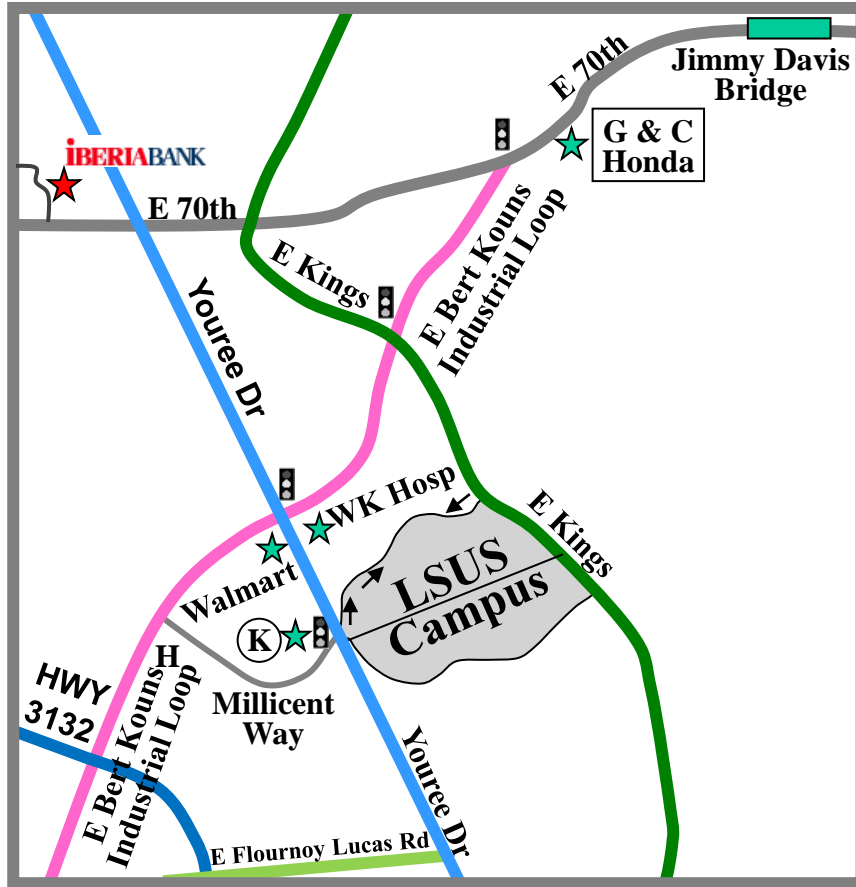 E 70th
Jimmy Davis
Bridge
G & C
Honda
iBERIABANK
E 70th
E Kings
E Bert Kouns
Industrial Loop
Youree Dr
WK Hosp
E Kings
Walmart
LSUS
Campus
K
H
Millicent
Way
HWY
3132
E Bert Kouns
Industrial Loop
Youree Dr
E Flournoy Lucas Rd